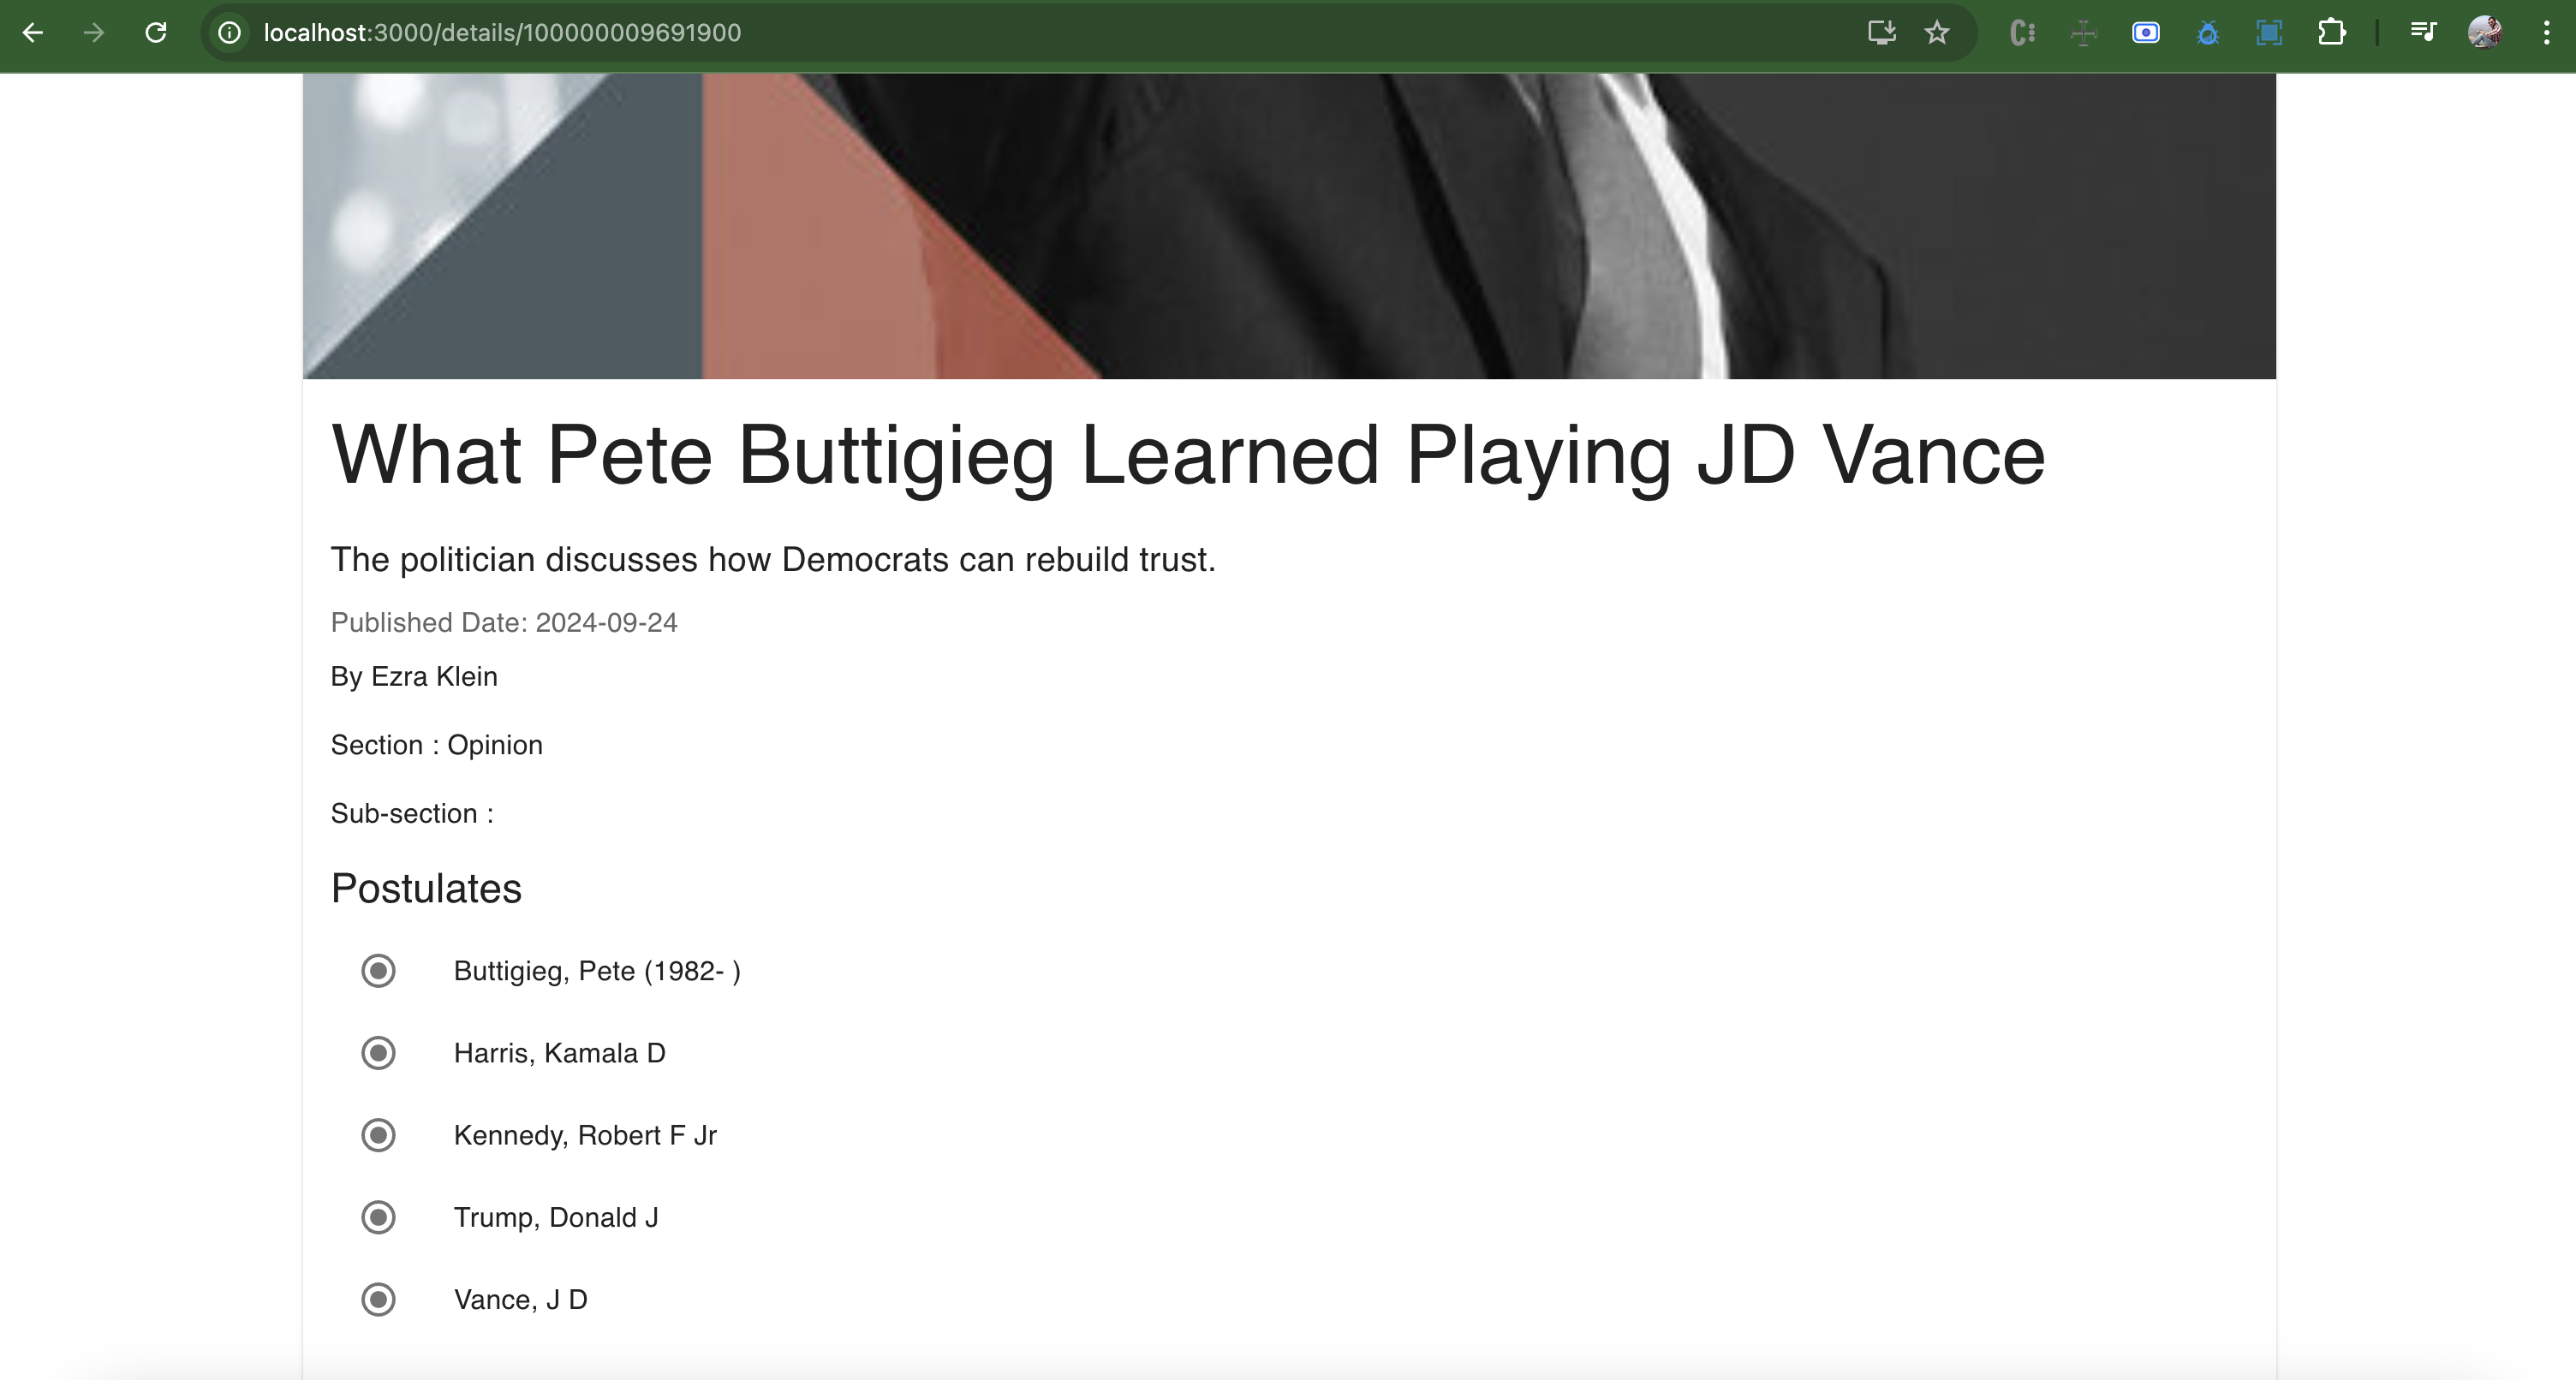 localhost:3000/details/100000009691900
What Pete Buttigieg Learned Playing JD Vance
The politician discusses how Democrats can rebuild trust.
Published Date: 2024-09-24
By Ezra Klein
Section : Opinion
Sub-section :
Postulates
Buttigieg, Pete (1982- )
Harris, Kamala D
Kennedy, Robert F Jr
Trump, Donald J
Vance, J D